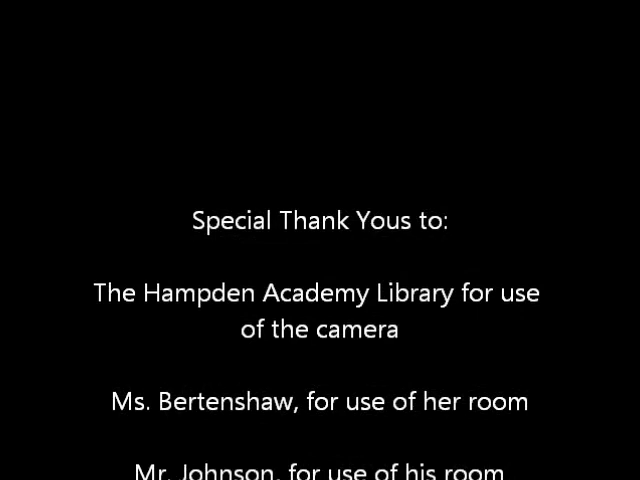 Special Thank Yous to:
The Hampden Academy Library for use
of the camera
Ms. Bertenshaw, for use of her room
Mr. Johnson, for use of his room